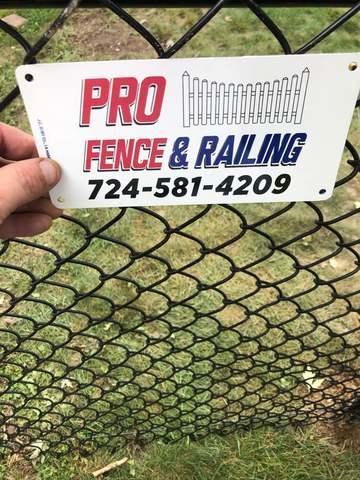 PRO
FENCE & RAILING
724-581-4209